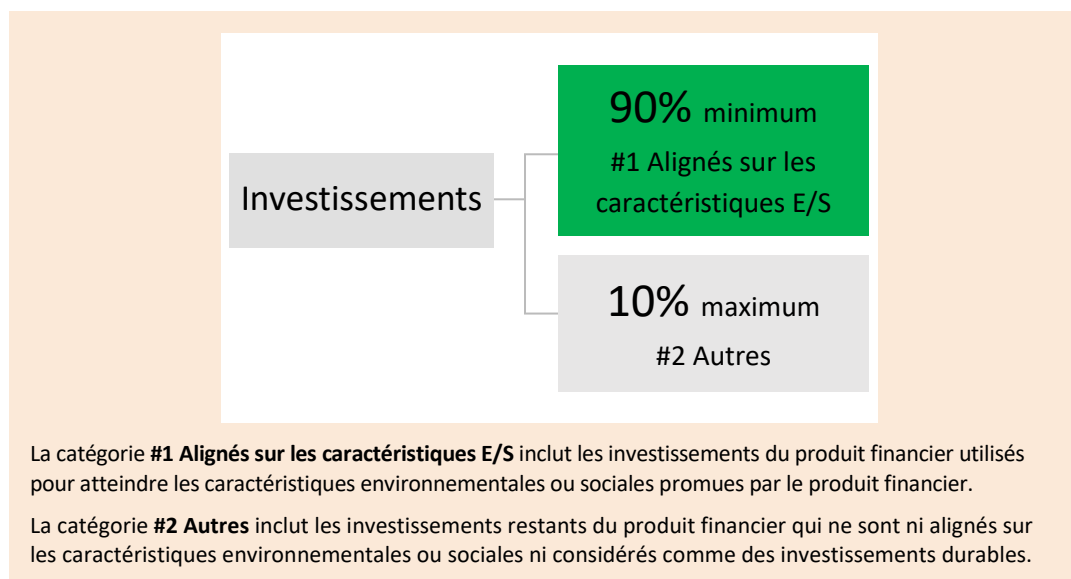 Investissements
90% minimum
#1 Alignés sur les
caractéristiques E/S
10% maximum
#2 Autres
La catégorie #1 Alignés sur les caractéristiques E/S inclut les investissements du produit financier utilisés
pour atteindre les caractéristiques environnementales ou sociales promues par le produit financier.
La catégorie #2 Autres inclut les investissements restants du produit financier qui ne sont ni alignés sur
les caractéristiques environnementales ou sociales ni considérés comme des investissements durables.